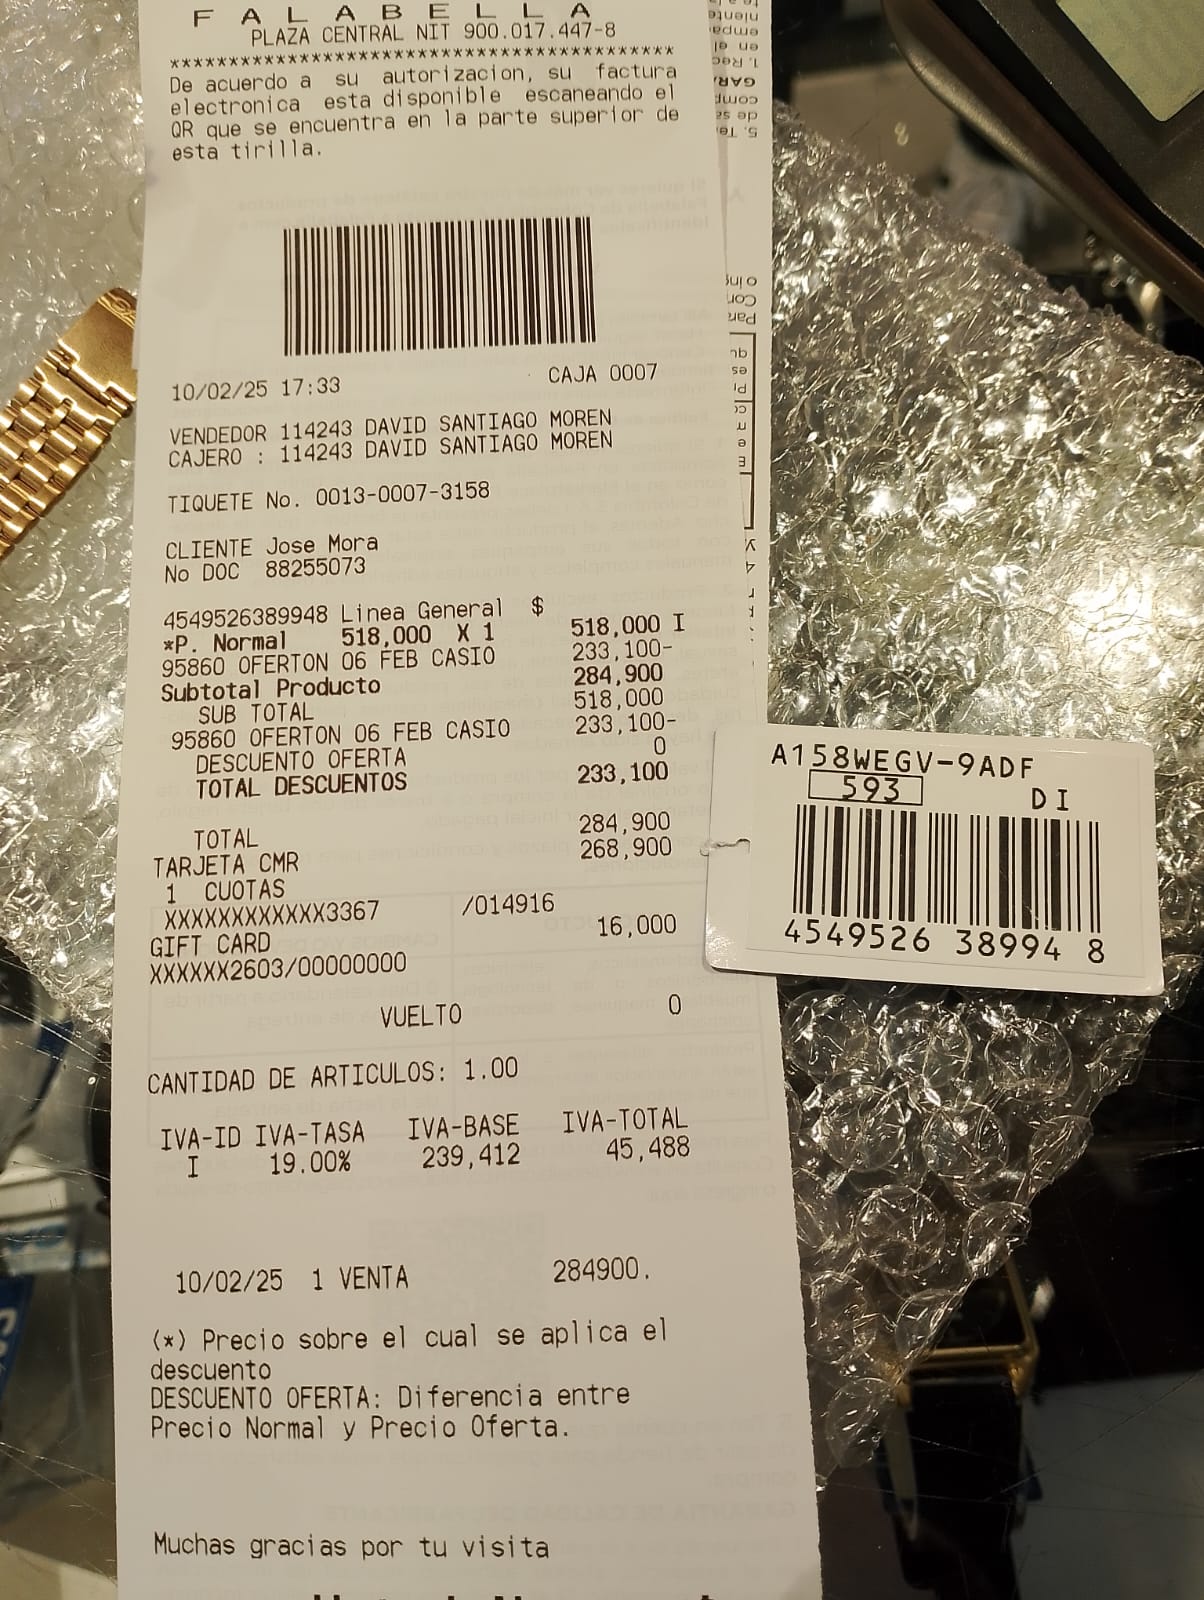 F A L A B E L L A
PLAZA CENTRAL NIT 900.017.447-8
**************************************************
De acuerdo a su autorizacion, su factura
electronica esta disponible escaneando el
QR que se encuentra en la parte superior de
esta tirilla.
10/02/25 17:33 CAJA 0007
VENDEDOR 114243 DAVID SANTIAGO MOREN
CAJERO : 114243 DAVID SANTIAGO MOREN
TIQUETE No. 0013-0007-3158
CLIENTE Jose Mora
No DOC 88255073
4549526389948 Linea General $
*P. Normal 518,000 X 1 518,000 I
95860 OFERTON 06 FEB CASIO 233,100-
Subtotal Producto 284,900
SUB TOTAL 518,000
95860 OFERTON 06 FEB CASIO 233,100-
DESCUENTO OFERTA 0
TOTAL DESCUENTOS 233,100
TOTAL 284,900
TARJETA CMR 268,900
1 CUOTAS
XXXXXXXXXXXX3367 /014916
GIFT CARD 16,000
XXXXXX2603/00000000
VUELTO 0
CANTIDAD DE ARTICULOS: 1.00
IVA-ID IVA-TASA IVA-BASE IVA-TOTAL
I 19.00% 239,412 45,488
10/02/25 1 VENTA 284900.
(*) Precio sobre el cual se aplica el
descuento
DESCUENTO OFERTA: Diferencia entre
Precio Normal y Precio Oferta.
Muchas gracias por tu visita
A158WEGV-9ADF
593 DI
4549526 38994 8